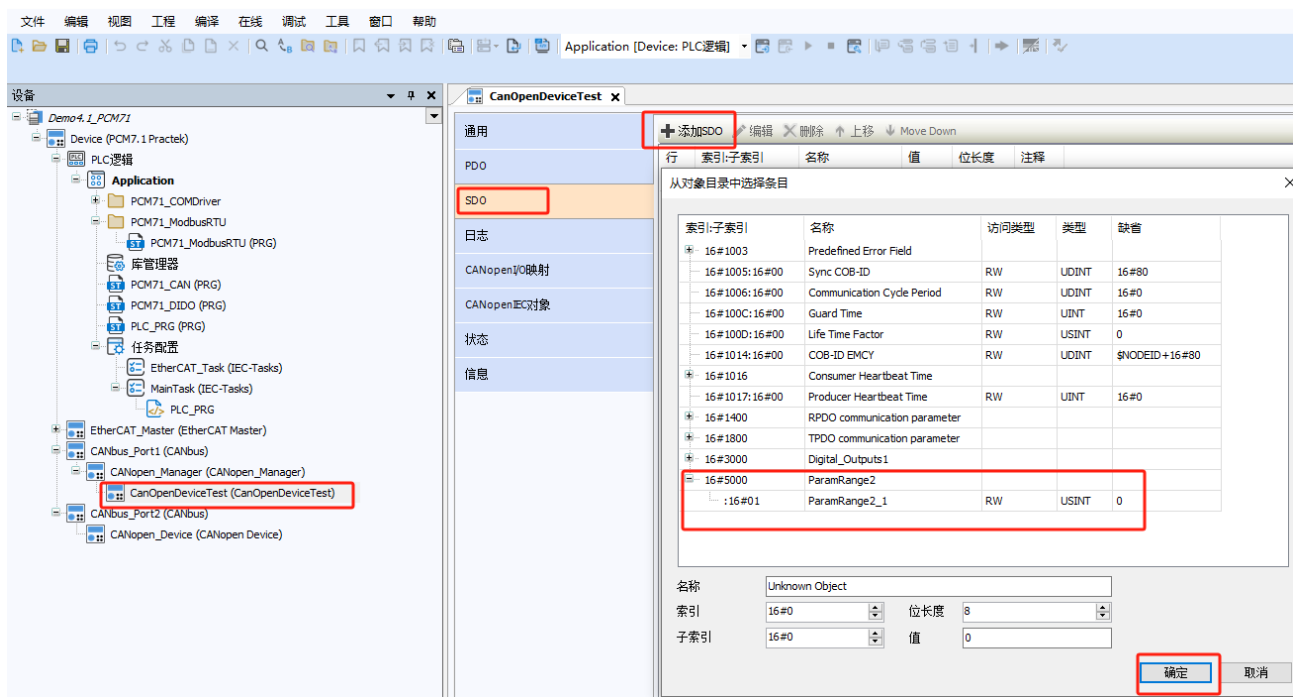 文件 编辑 视图 工程 编译 在线 调试 工具 窗口 帮助
Application [Device: PLC逻辑]
设备
Demo4.1_PCM71
Device (PCM7.1 Practek)
PLC逻辑
Application
PCM71_COMDriver
PCM71_ModbusRTU
PCM71_ModbusRTU (PRG)
库管理器
PCM71_CAN (PRG)
PCM71_DIDO (PRG)
PLC_PRG (PRG)
任务配置
EtherCAT_Task (IEC-Tasks)
MainTask (IEC-Tasks)
PLC_PRG
EtherCAT_Master (EtherCAT Master)
CANbus_Port1 (CANbus)
CANopen_Manager (CANopen_Manager)
CanOpenDeviceTest (CanOpenDeviceTest)
CANbus_Port2 (CANbus)
CANopen_Device (CANopen Device)
CanOpenDeviceTest
通用
PDO
SDO
日志
CANopenI/O映射
CANopenIEC对象
状态
信息
添加SDO 编辑 删除 上移 Move Down
行 索引:子索引 名称 值 位长度 注释
从对象目录中选择条目
索引:子索引 名称 访问类型 类型 缺省
16#1003 Predefined Error Field
16#1005:16#00 Sync COB-ID RW UDINT 16#80
16#1006:16#00 Communication Cycle Period RW UDINT 16#0
16#100C:16#00 Guard Time RW UINT 16#0
16#100D:16#00 Life Time Factor RW USINT 0
16#1014:16#00 COB-ID EMCY RW UDINT $NODEID+16#80
16#1016 Consumer Heartbeat Time
16#1017:16#00 Producer Heartbeat Time RW UINT 16#0
16#1400 RPDO communication parameter
16#1800 TPDO communication parameter
16#3000 Digital_Outputs1
16#5000 ParamRange2
:16#01 ParamRange2_1 RW USINT 0
名称 Unknown Object
索引 16#0 位长度 8
子索引 16#0 值 0
确定 取消